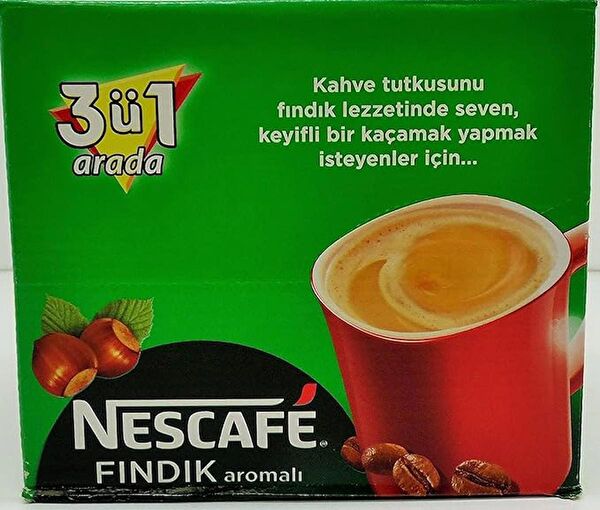 3ü1
arada
Kahve tutkusunu
fındık lezzetinde seven,
keyifli bir kaçamak yapmak
isteyenler için...
NESCAFÉ®
FINDIK aromalı